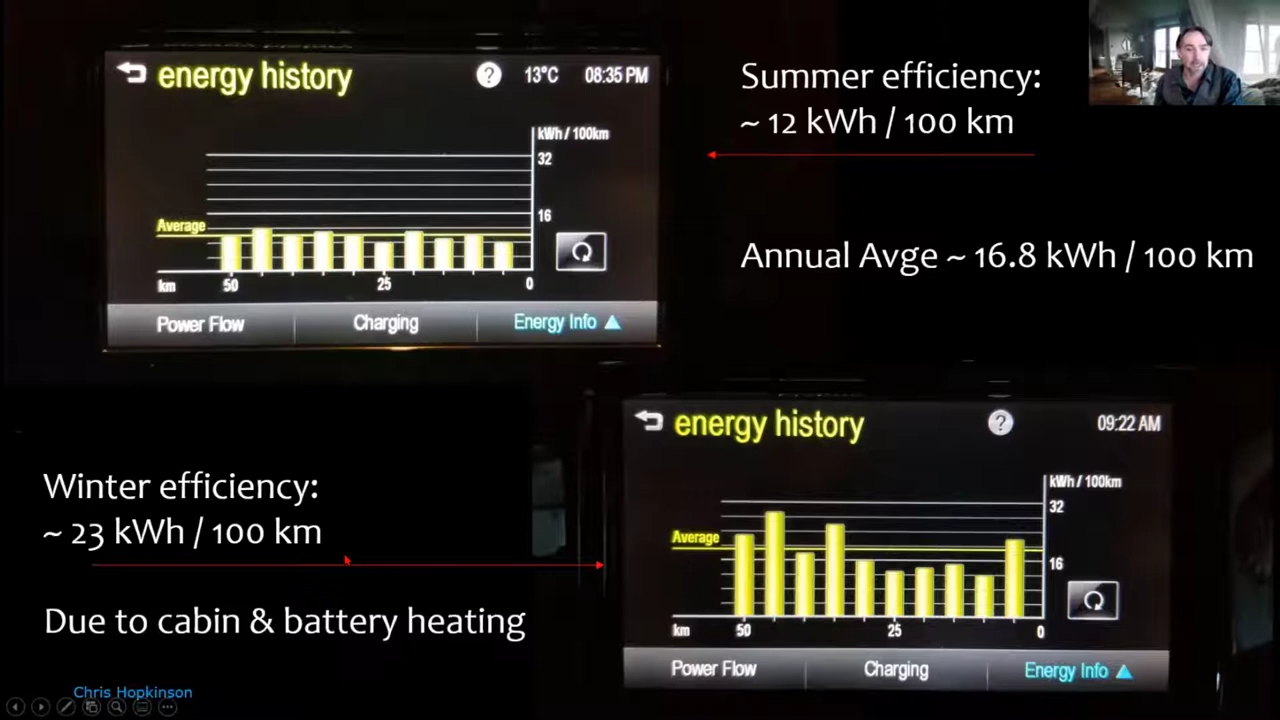 energy history
? 13°C 08:35 PM
kWh / 100km
32
16
Average
km 50 25 0
Power Flow Charging Energy Info ▲
Summer efficiency:
~ 12 kWh / 100 km
Annual Avge ~ 16.8 kWh / 100 km
Winter efficiency:
~ 23 kWh / 100 km
Due to cabin & battery heating
energy history
? 09:22 AM
kWh / 100km
32
16
Average
km 50 25 0
Power Flow Charging Energy Info ▲
Chris Hopkinson